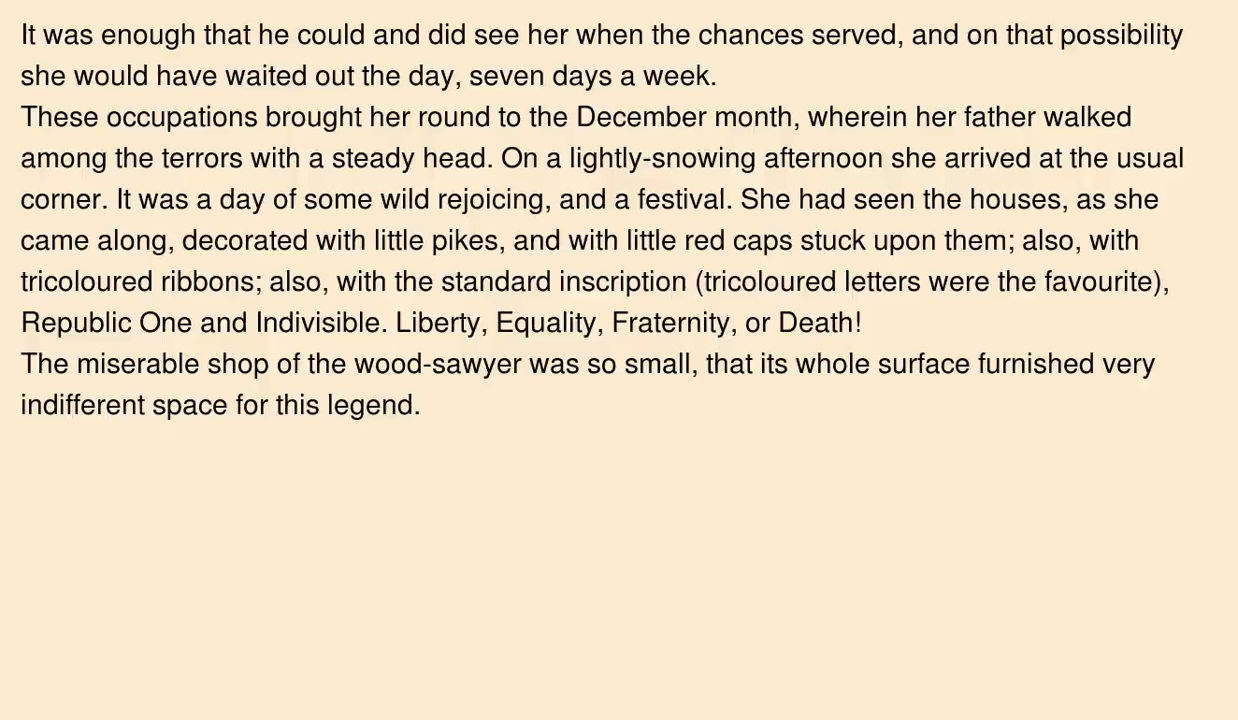 It was enough that he could and did see her when the chances served, and on that possibility
she would have waited out the day, seven days a week.
These occupations brought her round to the December month, wherein her father walked
among the terrors with a steady head. On a lightly-snowing afternoon she arrived at the usual
corner. It was a day of some wild rejoicing, and a festival. She had seen the houses, as she
came along, decorated with little pikes, and with little red caps stuck upon them; also, with
tricoloured ribbons; also, with the standard inscription (tricoloured letters were the favourite),
Republic One and Indivisible. Liberty, Equality, Fraternity, or Death!
The miserable shop of the wood-sawyer was so small, that its whole surface furnished very
indifferent space for this legend.